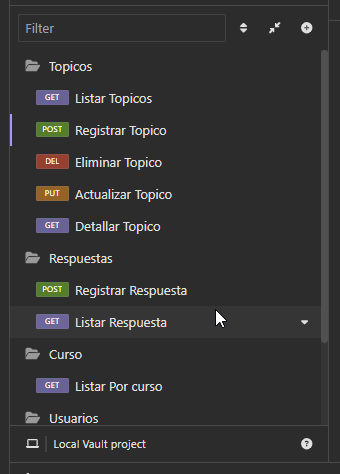 Filter
Topicos
GET Listar Topicos
POST Registrar Topico
DEL Eliminar Topico
PUT Actualizar Topico
GET Detallar Topico
Respuestas
POST Registrar Respuesta
GET Listar Respuesta
Curso
GET Listar Por curso
Usuarios
Local Vault project